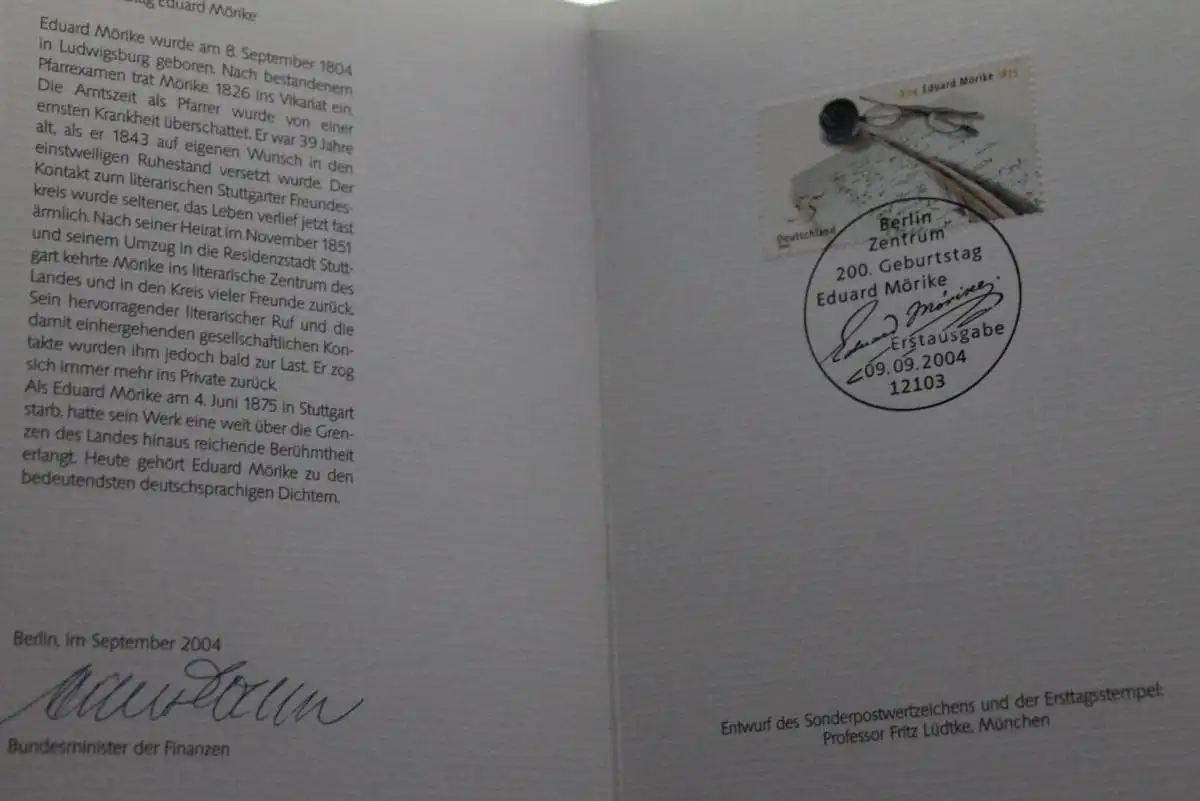 Eduard Mörike
Eduard Mörike wurde am 8. September 1804
in Ludwigsburg geboren. Nach bestandenem
Pfarrexamen trat Mörike 1826 ins Vikariat ein.
Die Amtszeit als Pfarrer wurde von einer
ernsten Krankheit überschattet. Er war 39 Jahre
alt, als er 1843 auf eigenen Wunsch in den
einstweiligen Ruhestand versetzt wurde. Der
Kontakt zum literarischen Stuttgarter Freundes-
kreis wurde seltener, das Leben verlief jetzt fast
ärmlich. Nach seiner Heirat im November 1851
und seinem Umzug in die Residenzstadt Stutt-
gart kehrte Mörike ins literarische Zentrum des
Landes und in den Kreis vieler Freunde zurück.
Sein hervorragender literarischer Ruf und die
damit einhergehenden gesellschaftlichen Kon-
takte wurden ihm jedoch bald zur Last. Er zog
sich immer mehr ins Private zurück.
Als Eduard Mörike am 4. Juni 1875 in Stuttgart
starb, hatte sein Werk eine weit über die Gren-
zen des Landes hinaus reichende Berühmtheit
erlangt. Heute gehört Eduard Mörike zu den
bedeutendsten deutschsprachigen Dichtern.
Berlin, im September 2004
Bundesminister der Finanzen
Eduard Mörike 1875
55
Deutschland
Berlin
Zentrum
200. Geburtstag
Eduard Mörike
Eduard Mörike
Erstausgabe
09.09.2004
12103
Entwurf des Sonderpostwertzeichens und der Ersttagsstempel:
Professor Fritz Lüdtke, München